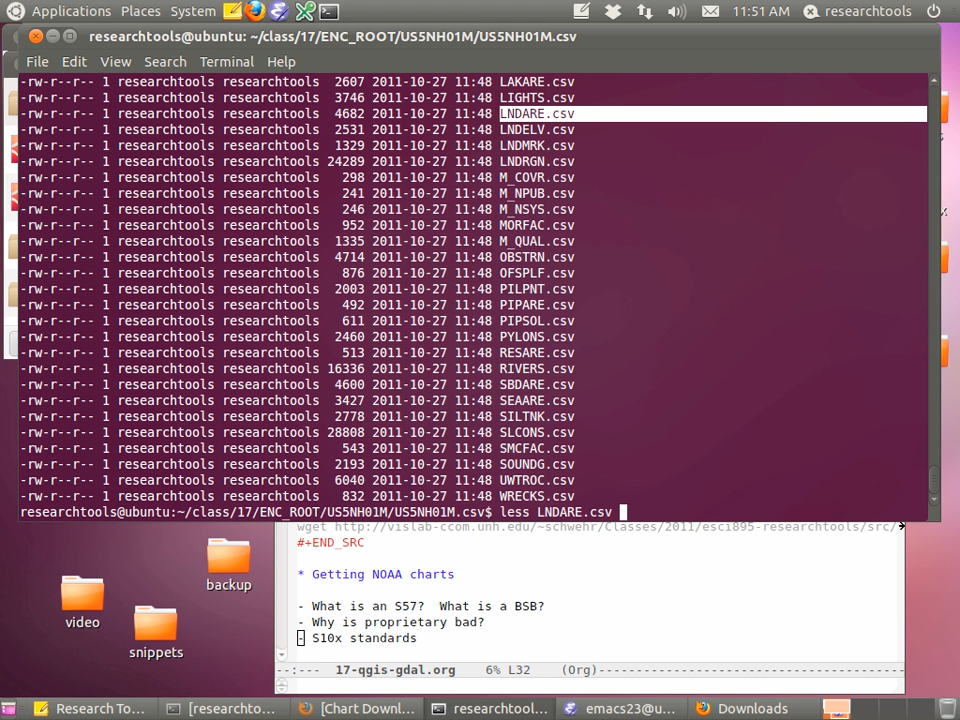 Applications Places System 11:51 AM researchtools
researchtools@ubuntu: ~/class/17/ENC_ROOT/US5NH01M/US5NH01M.csv
File Edit View Search Terminal Help
-rw-r--r-- 1 researchtools researchtools 2607 2011-10-27 11:48 LAKARE.csv
-rw-r--r-- 1 researchtools researchtools 3746 2011-10-27 11:48 LIGHTS.csv
-rw-r--r-- 1 researchtools researchtools 4682 2011-10-27 11:48 LNDARE.csv
-rw-r--r-- 1 researchtools researchtools 2531 2011-10-27 11:48 LNDELV.csv
-rw-r--r-- 1 researchtools researchtools 1329 2011-10-27 11:48 LNDMRK.csv
-rw-r--r-- 1 researchtools researchtools 24289 2011-10-27 11:48 LNDRGN.csv
-rw-r--r-- 1 researchtools researchtools 298 2011-10-27 11:48 M_COVR.csv
-rw-r--r-- 1 researchtools researchtools 241 2011-10-27 11:48 M_NPUB.csv
-rw-r--r-- 1 researchtools researchtools 246 2011-10-27 11:48 M_NSYS.csv
-rw-r--r-- 1 researchtools researchtools 952 2011-10-27 11:48 MORFAC.csv
-rw-r--r-- 1 researchtools researchtools 1335 2011-10-27 11:48 M_QUAL.csv
-rw-r--r-- 1 researchtools researchtools 4714 2011-10-27 11:48 OBSTRN.csv
-rw-r--r-- 1 researchtools researchtools 876 2011-10-27 11:48 OFSPLF.csv
-rw-r--r-- 1 researchtools researchtools 2003 2011-10-27 11:48 PILPNT.csv
-rw-r--r-- 1 researchtools researchtools 492 2011-10-27 11:48 PIPARE.csv
-rw-r--r-- 1 researchtools researchtools 611 2011-10-27 11:48 PIPSOL.csv
-rw-r--r-- 1 researchtools researchtools 2460 2011-10-27 11:48 PYLONS.csv
-rw-r--r-- 1 researchtools researchtools 513 2011-10-27 11:48 RESARE.csv
-rw-r--r-- 1 researchtools researchtools 16336 2011-10-27 11:48 RIVERS.csv
-rw-r--r-- 1 researchtools researchtools 4600 2011-10-27 11:48 SBDARE.csv
-rw-r--r-- 1 researchtools researchtools 3427 2011-10-27 11:48 SEAARE.csv
-rw-r--r-- 1 researchtools researchtools 2778 2011-10-27 11:48 SILTNK.csv
-rw-r--r-- 1 researchtools researchtools 28808 2011-10-27 11:48 SLCONS.csv
-rw-r--r-- 1 researchtools researchtools 543 2011-10-27 11:48 SMCFAC.csv
-rw-r--r-- 1 researchtools researchtools 2193 2011-10-27 11:48 SOUNDG.csv
-rw-r--r-- 1 researchtools researchtools 6040 2011-10-27 11:48 UWTROC.csv
-rw-r--r-- 1 researchtools researchtools 832 2011-10-27 11:48 WRECKS.csv
researchtools@ubuntu:~/class/17/ENC_ROOT/US5NH01M/US5NH01M.csv$ less LNDARE.csv
wget http://vislab-ccom.unh.edu/~schwehr/Classes/2011/esci895-researchtools/src/
#+END_SRC
* Getting NOAA charts
- What is an S57? What is a BSB?
- Why is proprietary bad?
- S10x standards
--:--- 17-qgis-gdal.org 6% L32 (Org)----------------------------------------
backup
video
snippets
Research To... [researchto... [Chart Downl... researchtool... emacs23@u... Downloads